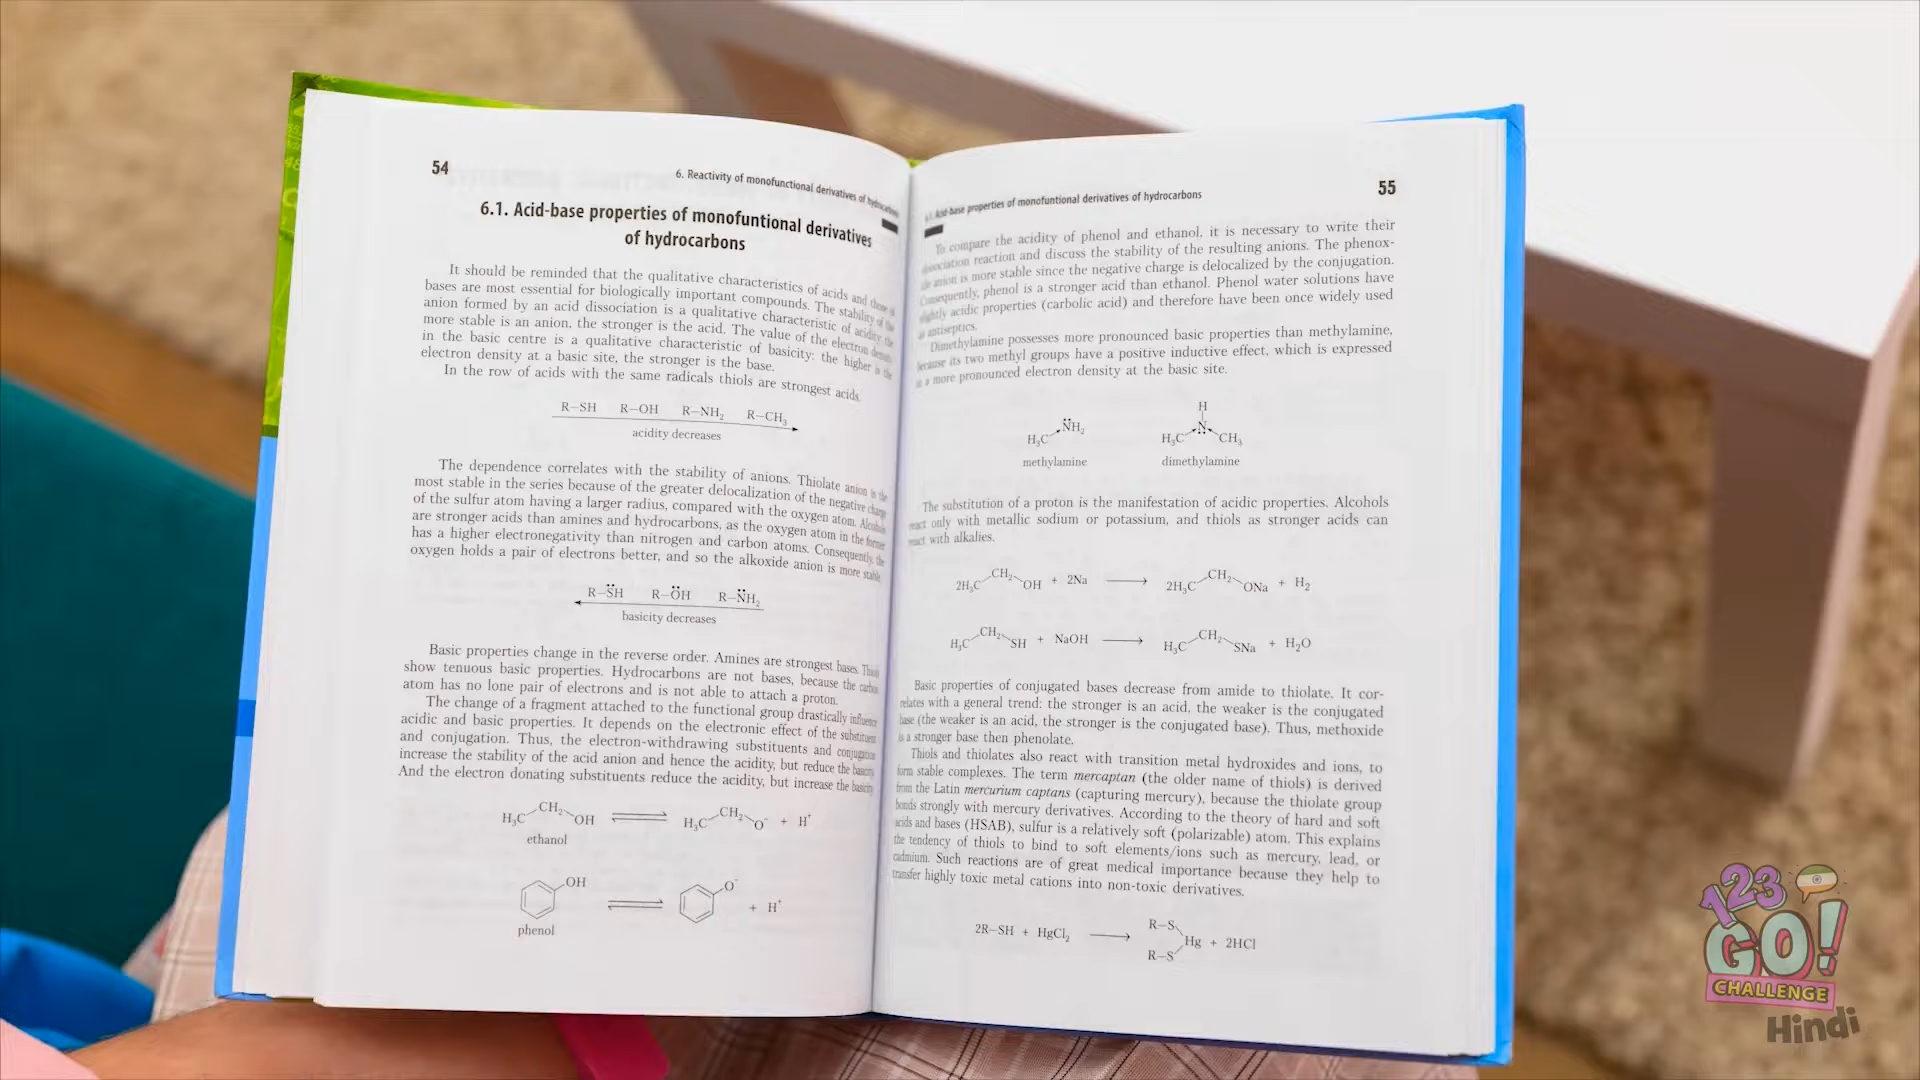 54
6. Reactivity of monofunctional derivatives of hydrocarbons
6.1. Acid-base properties of monofuntional derivatives
of hydrocarbons
It should be reminded that the qualitative characteristics of acids and those of
bases are most essential for biologically important compounds. The stability of the
anion formed by an acid dissociation is a qualitative characteristic of acidity: the
more stable is an anion, the stronger is the acid. The value of the electron density
in the basic centre is a qualitative characteristic of basicity: the higher is the
electron density at a basic site, the stronger is the base.
In the row of acids with the same radicals thiols are strongest acids.
R–SH R–OH R–NH₂ R–CH₃
acidity decreases
The dependence correlates with the stability of anions. Thiolate anion is the
most stable in the series because of the greater delocalization of the negative charge
of the sulfur atom having a larger radius, compared with the oxygen atom. Alcohols
are stronger acids than amines and hydrocarbons, as the oxygen atom in the former
has a higher electronegativity than nitrogen and carbon atoms. Consequently, the
oxygen holds a pair of electrons better, and so the alkoxide anion is more stable.
R–S̈H R–ÖH R–N̈H₂
basicity decreases
Basic properties change in the reverse order. Amines are strongest bases. Thiols
show tenuous basic properties. Hydrocarbons are not bases, because the carbon
atom has no lone pair of electrons and is not able to attach a proton.
The change of a fragment attached to the functional group drastically influence
acidic and basic properties. It depends on the electronic effect of the substituent
and conjugation. Thus, the electron-withdrawing substituents and conjugation
increase the stability of the acid anion and hence the acidity, but reduce the basicity.
And the electron donating substituents reduce the acidity, but increase the basicity.
H₃C CH₂ OH H₃C CH₂ O⁻ + H⁺
ethanol
OH O⁻ + H⁺
phenol
55
6.1. Acid-base properties of monofuntional derivatives of hydrocarbons
To compare the acidity of phenol and ethanol, it is necessary to write their
dissociation reaction and discuss the stability of the resulting anions. The phenox-
ide anion is more stable since the negative charge is delocalized by the conjugation.
Consequently, phenol is a stronger acid than ethanol. Phenol water solutions have
slightly acidic properties (carbolic acid) and therefore have been once widely used
as antiseptics.
Dimethylamine possesses more pronounced basic properties than methylamine,
because its two methyl groups have a positive inductive effect, which is expressed
in a more pronounced electron density at the basic site.
H
H₃C N̈H₂ H₃C N CH₃
methylamine dimethylamine
The substitution of a proton is the manifestation of acidic properties. Alcohols
react only with metallic sodium or potassium, and thiols as stronger acids can
react with alkalies.
2H₃C CH₂ OH + 2Na ⟶ 2H₃C CH₂ ONa + H₂
H₃C CH₂ SH + NaOH ⟶ H₃C CH₂ SNa + H₂O
Basic properties of conjugated bases decrease from amide to thiolate. It cor-
relates with a general trend: the stronger is an acid, the weaker is the conjugated
base (the weaker is an acid, the stronger is the conjugated base). Thus, methoxide
is a stronger base then phenolate.
Thiols and thiolates also react with transition metal hydroxides and ions, to
form stable complexes. The term mercaptan (the older name of thiols) is derived
from the Latin mercurium captans (capturing mercury), because the thiolate group
bonds strongly with mercury derivatives. According to the theory of hard and soft
acids and bases (HSAB), sulfur is a relatively soft (polarizable) atom. This explains
the tendency of thiols to bind to soft elements/ions such as mercury, lead, or
cadmium. Such reactions are of great medical importance because they help to
transfer highly toxic metal cations into non-toxic derivatives.
2R–SH + HgCl₂ ⟶ R–S R–S Hg + 2HCl
123
GO!
CHALLENGE
Hindi